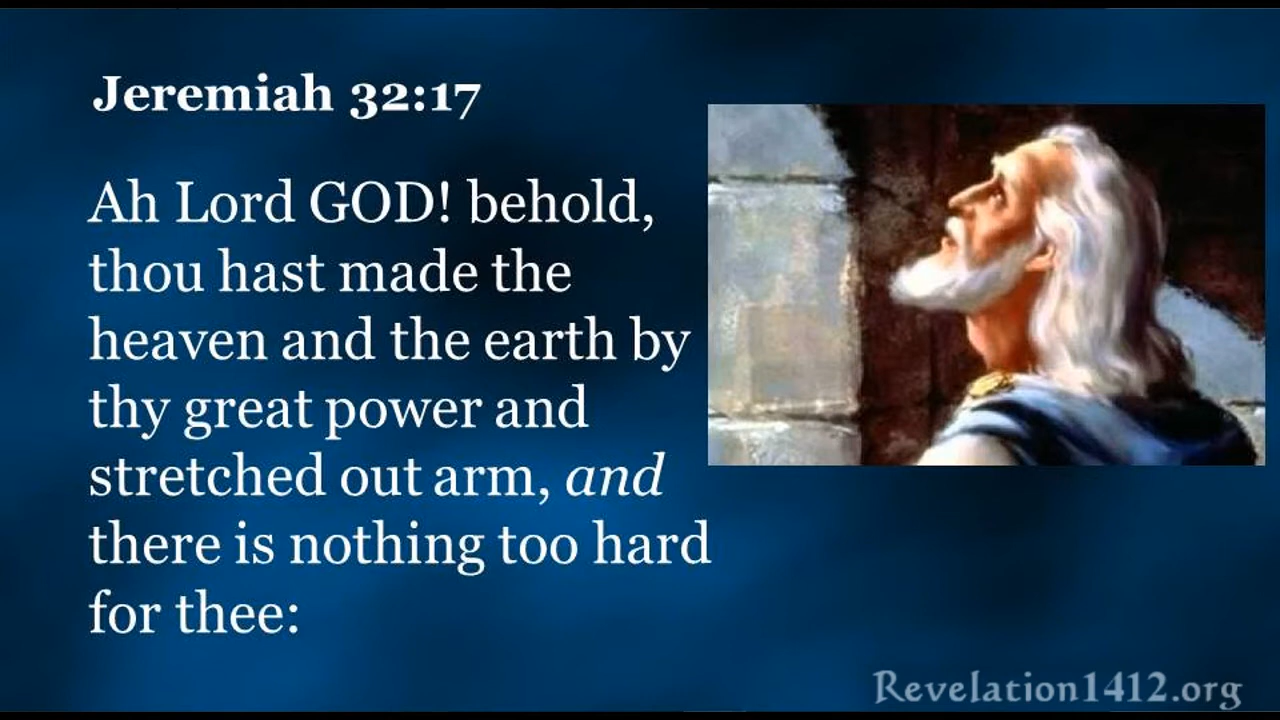 Jeremiah 32:17
Ah Lord GOD! behold,
thou hast made the
heaven and the earth by
thy great power and
stretched out arm, and
there is nothing too hard
for thee:
Revelation1412.org